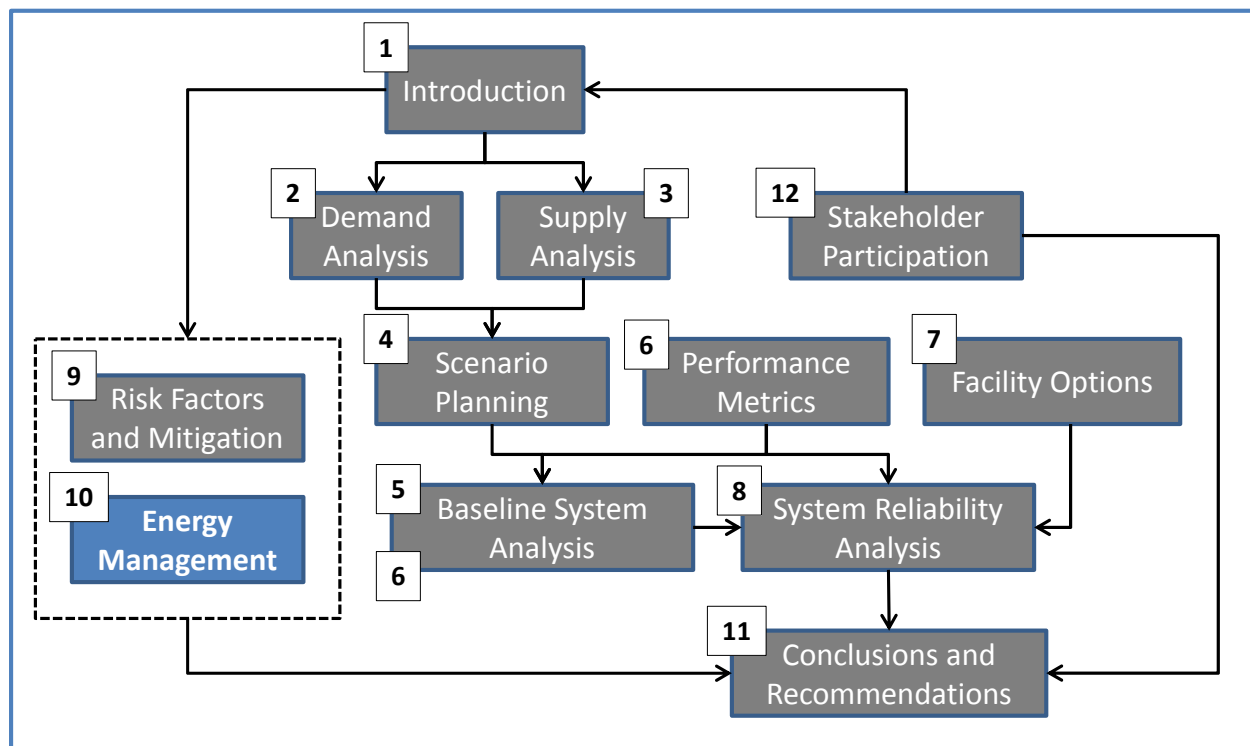 1
Introduction
2
Demand
Analysis
3
Supply
Analysis
12
Stakeholder
Participation
4
Scenario
Planning
6
Performance
Metrics
7
Facility Options
9
Risk Factors
and Mitigation
10
Energy
Management
5
Baseline System
Analysis
6
8
System Reliability
Analysis
11
Conclusions and
Recommendations